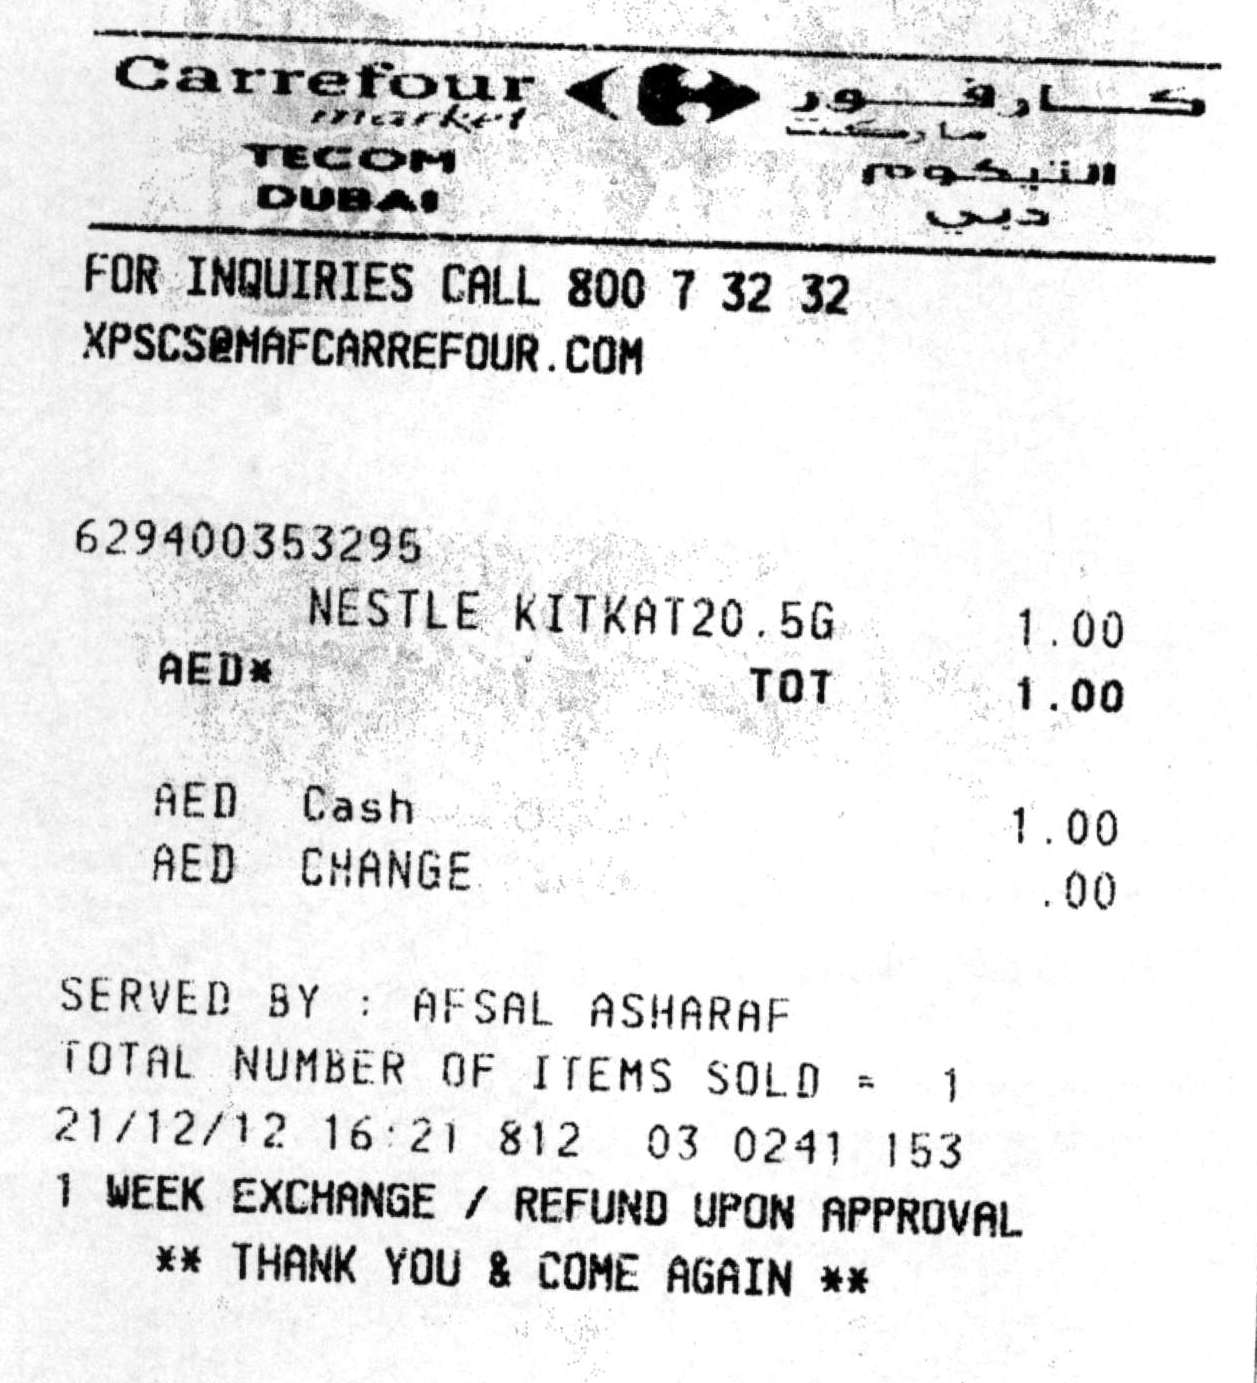 Carrefour كارفور
market ماركت
TECOM التيكوم
DUBAI دبي
FOR INQUIRIES CALL 800 7 32 32
XPSCS@MAFCARREFOUR.COM
629400353295
NESTLE KITKAT20.5G 1.00
AED* TOT 1.00
AED Cash 1.00
AED CHANGE .00
SERVED BY : AFSAL ASHARAF
TOTAL NUMBER OF ITEMS SOLD = 1
21/12/12 16:21 812 03 0241 153
1 WEEK EXCHANGE / REFUND UPON APPROVAL
** THANK YOU & COME AGAIN **